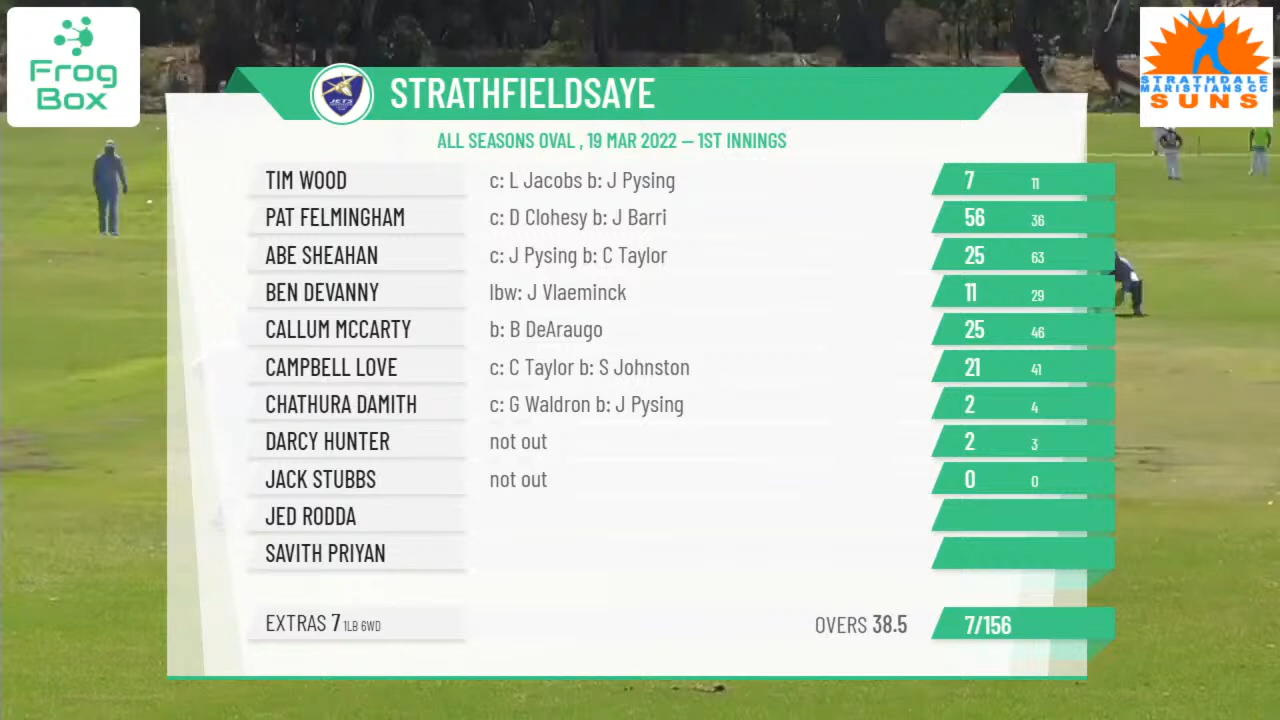 Frog
Box
STRATHFIELDSAYE
JETS
STRATHDALE
MARISTIANS CC
SUNS
ALL SEASONS OVAL , 19 MAR 2022 – 1ST INNINGS
TIM WOOD c: L Jacobs b: J Pysing 7 11
PAT FELMINGHAM c: D Clohesy b: J Barri 56 36
ABE SHEAHAN c: J Pysing b: C Taylor 25 63
BEN DEVANNY lbw: J Vlaeminck 11 29
CALLUM MCCARTY b: B DeAraugo 25 46
CAMPBELL LOVE c: C Taylor b: S Johnston 21 41
CHATHURA DAMITH c: G Waldron b: J Pysing 2 4
DARCY HUNTER not out 2 3
JACK STUBBS not out 0 0
JED RODDA
SAVITH PRIYAN
EXTRAS 7 1LB 6WD OVERS 38.5 7/156